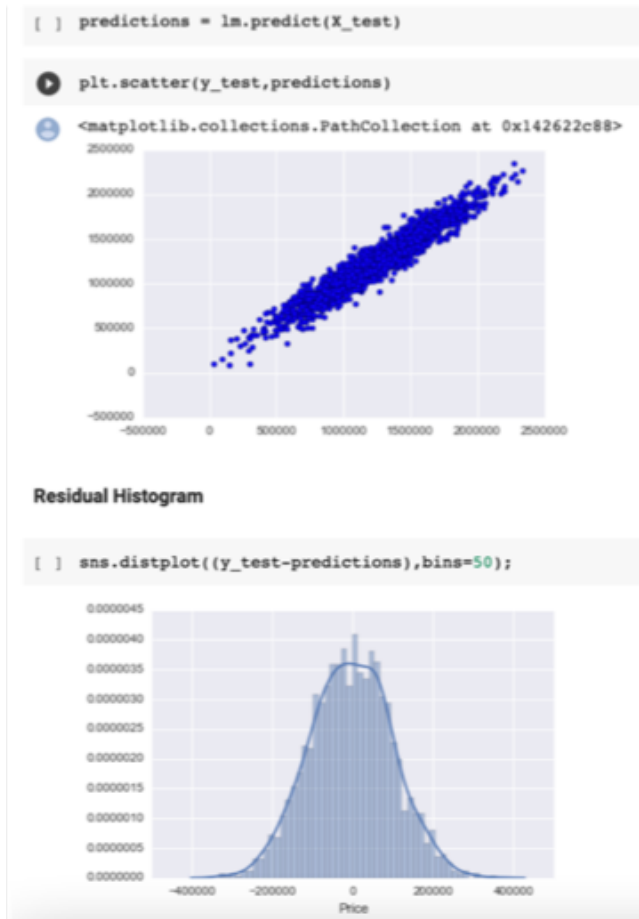 [ ] predictions = lm.predict(X_test)
plt.scatter(y_test,predictions)
<matplotlib.collections.PathCollection at 0x142622c88>
2500000
2000000
1500000
1000000
500000
0
−500000
−500000 0 500000 1000000 1500000 2000000 2500000
Residual Histogram
[ ] sns.distplot((y_test-predictions),bins=50);
0.0000045
0.0000040
0.0000035
0.0000030
0.0000025
0.0000020
0.0000015
0.0000010
0.0000005
0.0000000
−400000 −200000 0 200000 400000
Price